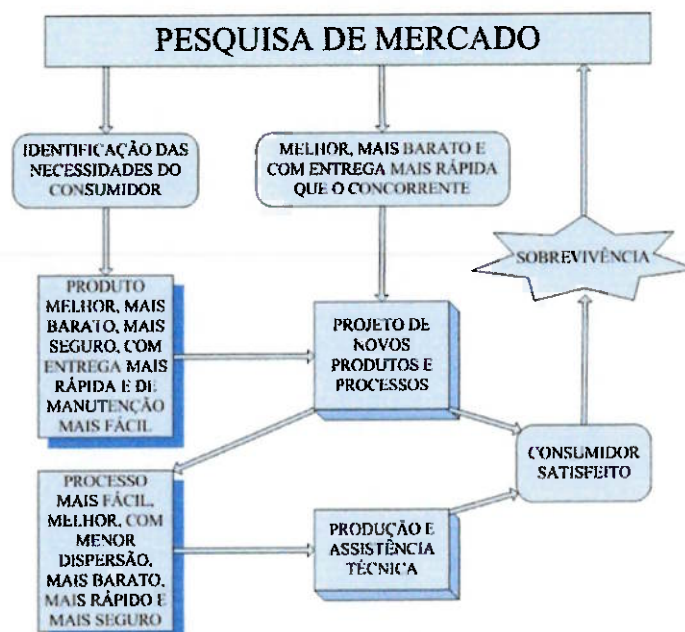 PESQUISA DE MERCADO
IDENTIFICAÇÃO DAS
NECESSIDADES DO
CONSUMIDOR
MELHOR, MAIS BARATO E
COM ENTREGA MAIS RÁPIDA
QUE O CONCORRENTE
SOBREVIVÊNCIA
PRODUTO
MELHOR, MAIS
BARATO, MAIS
SEGURO, COM
ENTREGA MAIS
RÁPIDA E DE
MANUTENÇÃO
MAIS FÁCIL
PROJETO DE
NOVOS
PRODUTOS E
PROCESSOS
CONSUMIDOR
SATISFEITO
PROCESSO
MAIS FÁCIL,
MELHOR, COM
MENOR
DISPERSÃO,
MAIS BARATO,
MAIS RÁPIDO E
MAIS SEGURO
PRODUÇÃO E
ASSISTÊNCIA
TÉCNICA